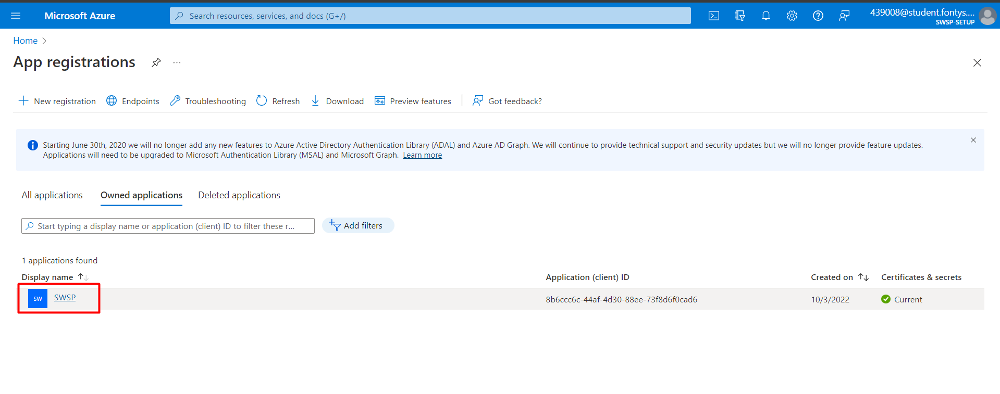 Microsoft Azure
Search resources, services, and docs (G+/)
439008@student.fontys....
SWSP-SETUP
Home
App registrations
...
New registration
Endpoints
Troubleshooting
Refresh
Download
Preview features
Got feedback?
Starting June 30th, 2020 we will no longer add any new features to Azure Active Directory Authentication Library (ADAL) and Azure AD Graph. We will continue to provide technical support and security updates but we will no longer provide feature updates.
Applications will need to be upgraded to Microsoft Authentication Library (MSAL) and Microsoft Graph. Learn more
All applications
Owned applications
Deleted applications
Start typing a display name or application (client) ID to filter these r...
Add filters
1 applications found
Display name
Application (client) ID
Created on
Certificates & secrets
SW
SWSP
8b6ccc6c-44af-4d30-88ee-73f8d6f0cad6
10/3/2022
Current